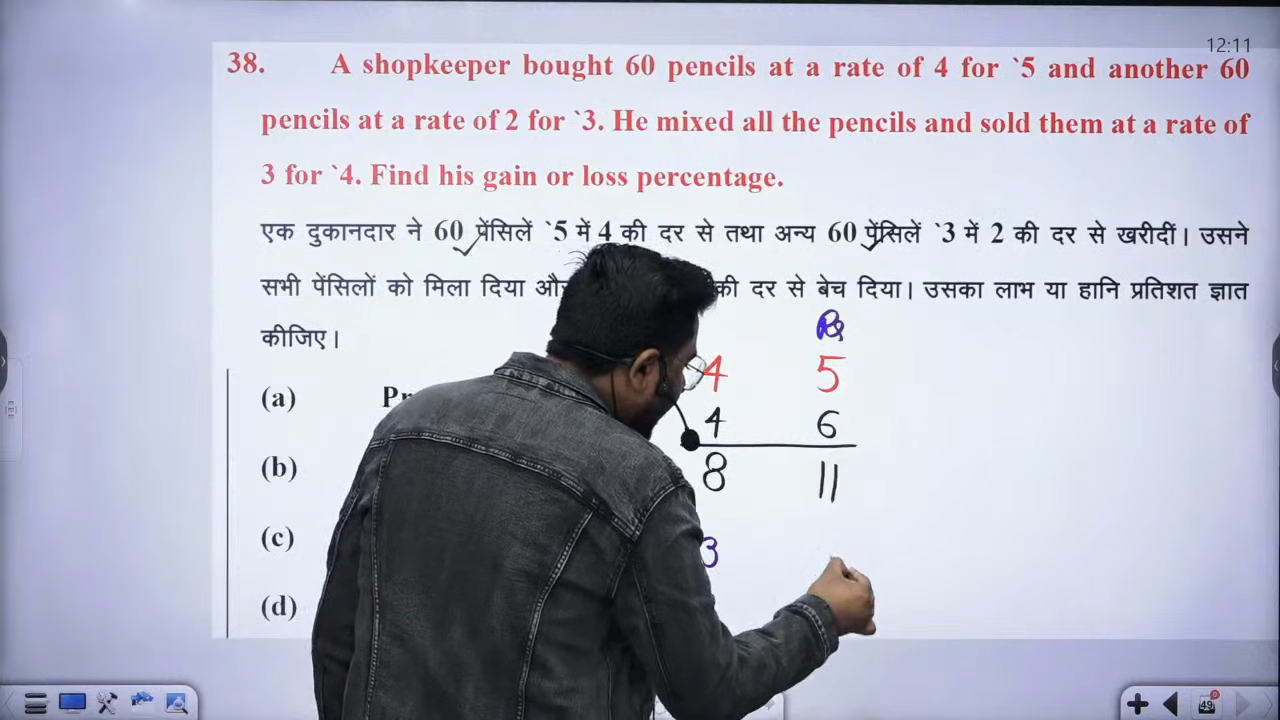 12:11
38. A shopkeeper bought 60 pencils at a rate of 4 for `5 and another 60
pencils at a rate of 2 for `3. He mixed all the pencils and sold them at a rate of
3 for `4. Find his gain or loss percentage.
एक दुकानदार ने 60 पेंसिलें `5 में 4 की दर से तथा अन्य 60 पेंसिलें `3 में 2 की दर से खरीदीं। उसने
सभी पेंसिलों को मिला दिया की दर से बेच दिया। उसका लाभ या हानि प्रतिशत ज्ञात
कीजिए।
Rs
(a) 4 5
4 6
(b) 8 11
(c) 3
(d)
49